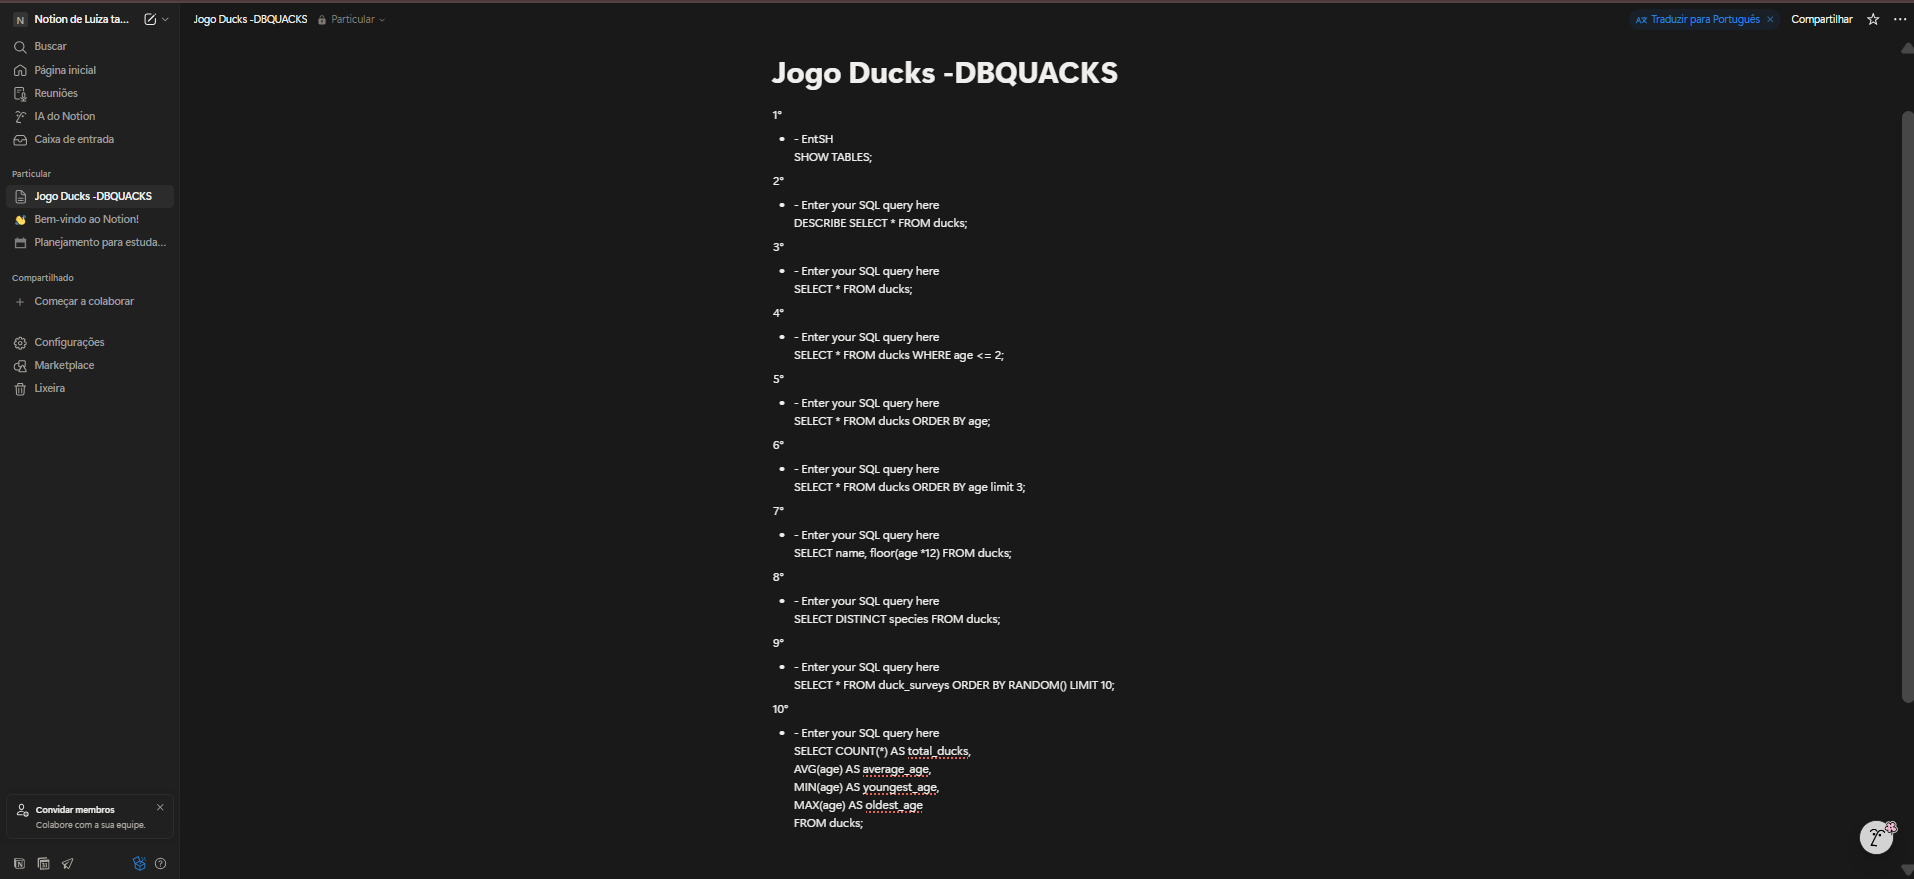 N Notion de Luiza ta...
Buscar
Página inicial
Reuniões
IA do Notion
Caixa de entrada
Particular
Jogo Ducks -DBQUACKS
Bem-vindo ao Notion!
Planejamento para estuda...
Compartilhado
Começar a colaborar
Configurações
Marketplace
Lixeira
Convidar membros
Colabore com a sua equipe.
Jogo Ducks -DBQUACKS Particular
Traduzir para Português Compartilhar
Jogo Ducks -DBQUACKS
1°
- EntSH
SHOW TABLES;
2°
- Enter your SQL query here
DESCRIBE SELECT * FROM ducks;
3°
- Enter your SQL query here
SELECT * FROM ducks;
4°
- Enter your SQL query here
SELECT * FROM ducks WHERE age <= 2;
5°
- Enter your SQL query here
SELECT * FROM ducks ORDER BY age;
6°
- Enter your SQL query here
SELECT * FROM ducks ORDER BY age limit 3;
7°
- Enter your SQL query here
SELECT name, floor(age *12) FROM ducks;
8°
- Enter your SQL query here
SELECT DISTINCT species FROM ducks;
9°
- Enter your SQL query here
SELECT * FROM duck_surveys ORDER BY RANDOM() LIMIT 10;
10°
- Enter your SQL query here
SELECT COUNT(*) AS total_ducks,
AVG(age) AS average_age,
MIN(age) AS youngest_age,
MAX(age) AS oldest_age
FROM ducks;